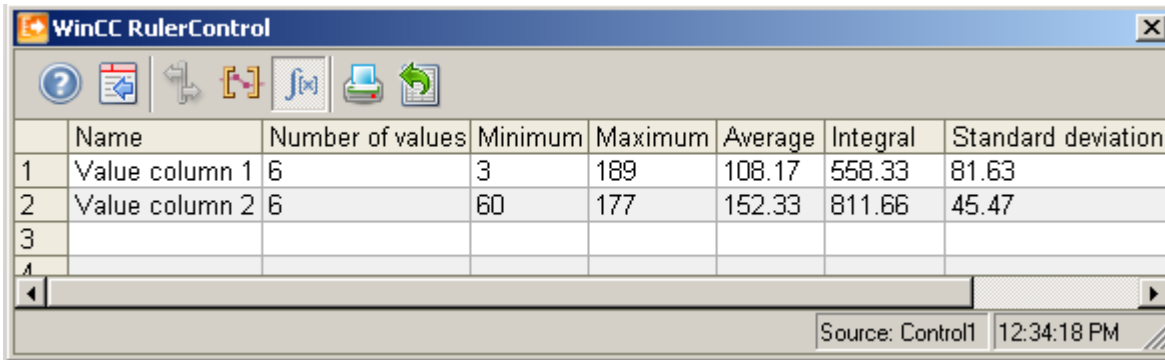 WinCC RulerControl
Name Number of values Minimum Maximum Average Integral Standard deviation
1 Value column 1 6 3 189 108.17 558.33 81.63
2 Value column 2 6 60 177 152.33 811.66 45.47
3
4
Source: Control1 12:34:18 PM